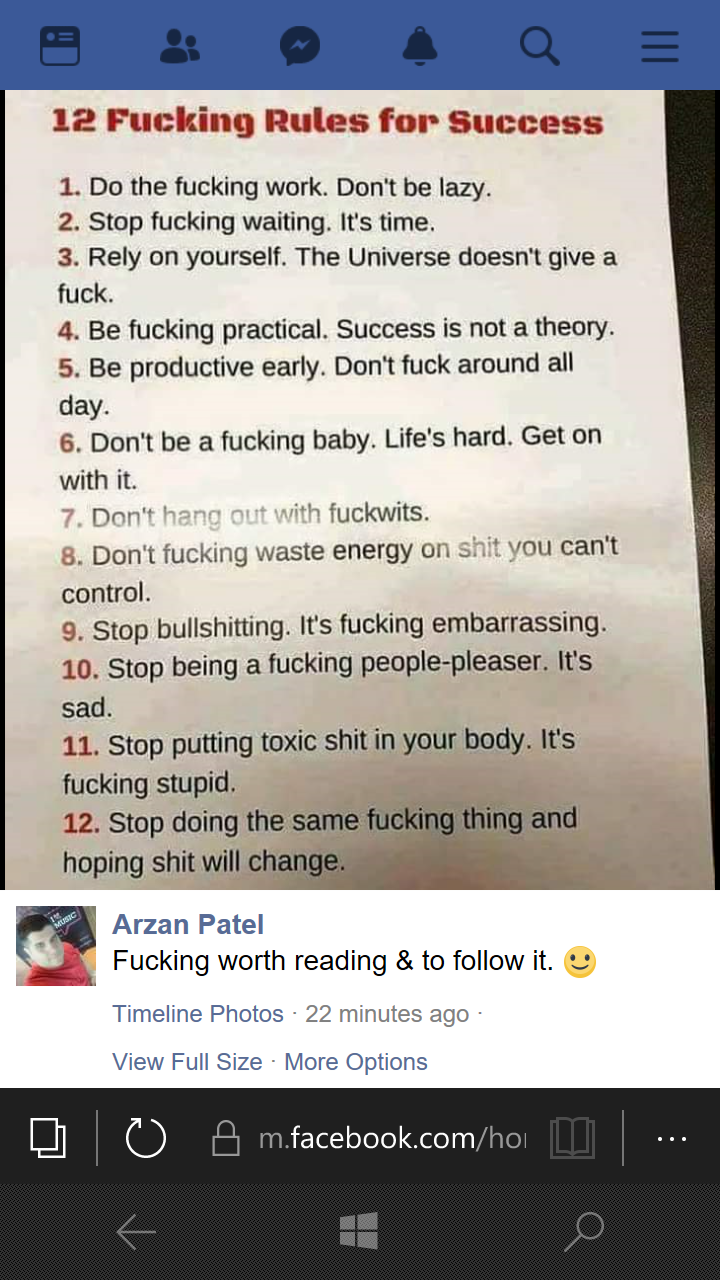 12 Fucking Rules for Success
1. Do the fucking work. Don't be lazy.
2. Stop fucking waiting. It's time.
3. Rely on yourself. The Universe doesn't give a
fuck.
4. Be fucking practical. Success is not a theory.
5. Be productive early. Don't fuck around all
day.
6. Don't be a fucking baby. Life's hard. Get on
with it.
7. Don't hang out with fuckwits.
8. Don't fucking waste energy on shit you can't
control.
9. Stop bullshitting. It's fucking embarrassing.
10. Stop being a fucking people-pleaser. It's
sad.
11. Stop putting toxic shit in your body. It's
fucking stupid.
12. Stop doing the same fucking thing and
hoping shit will change.
MUSIC
Arzan Patel
Fucking worth reading & to follow it. 🙂
Timeline Photos · 22 minutes ago ·
View Full Size · More Options
m.facebook.com/ho